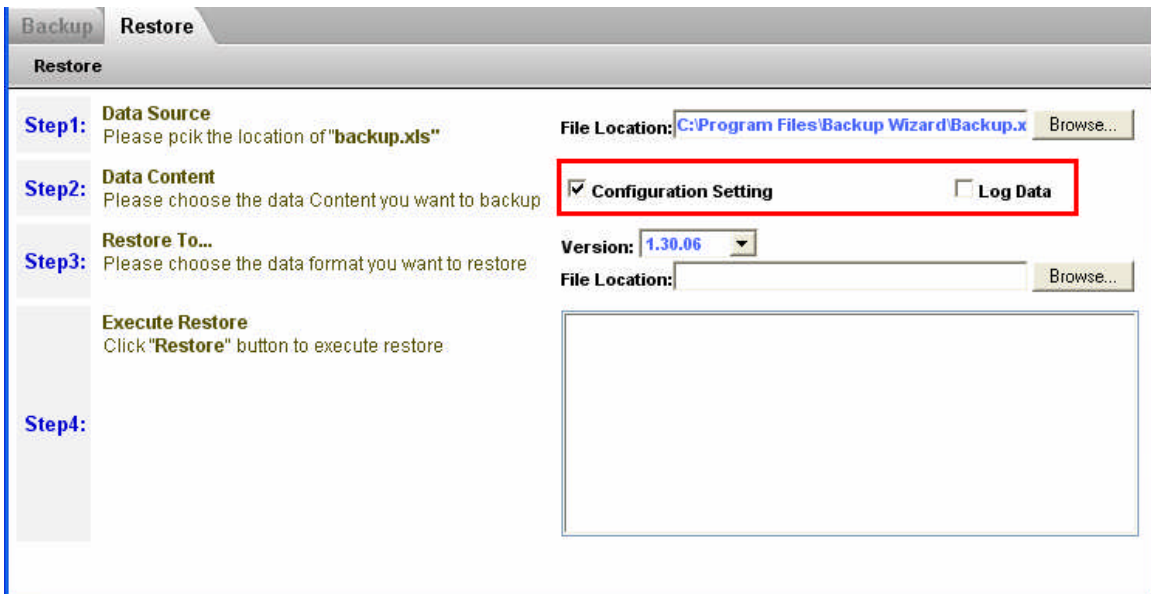 Backup Restore
Restore
Step1: Data Source
Please pcik the location of "backup.xls"
File Location: C:\Program Files\Backup Wizard\Backup.x Browse...
Step2: Data Content
Please choose the data Content you want to backup
Configuration Setting Log Data
Step3: Restore To...
Please choose the data format you want to restore
Version: 1.30.06
File Location: Browse...
Step4: Execute Restore
Click "Restore" button to execute restore